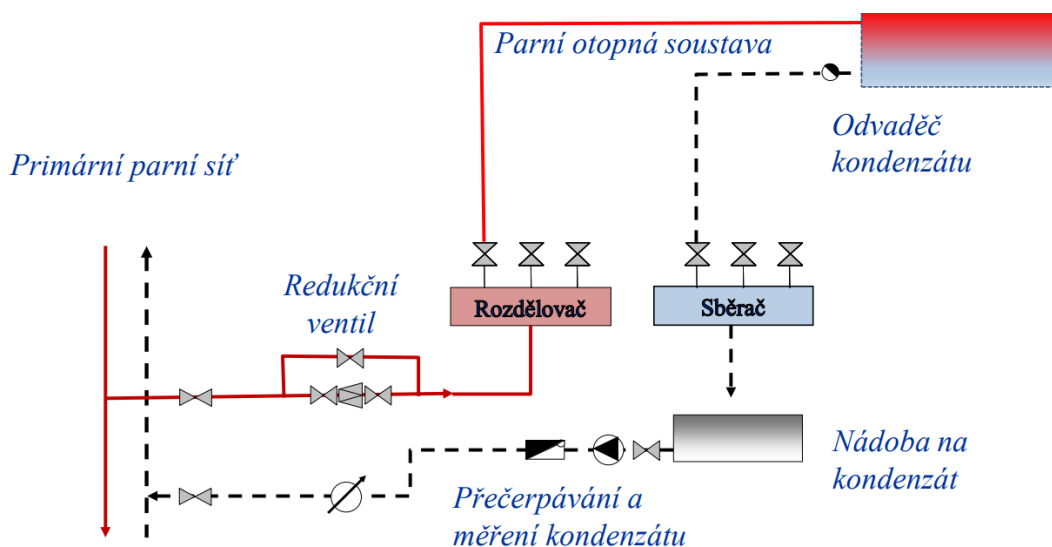 Parní otopná soustava
Odvaděč
kondenzátu
Primární parní síť
Redukční
ventil
Rozdělovač
Sběrač
Nádoba na
kondenzát
Přečerpávání a
měření kondenzátu